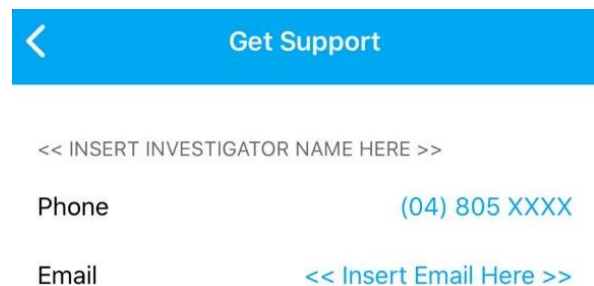 Get Support
<< INSERT INVESTIGATOR NAME HERE >>
Phone (04) 805 XXXX
Email << Insert Email Here >>